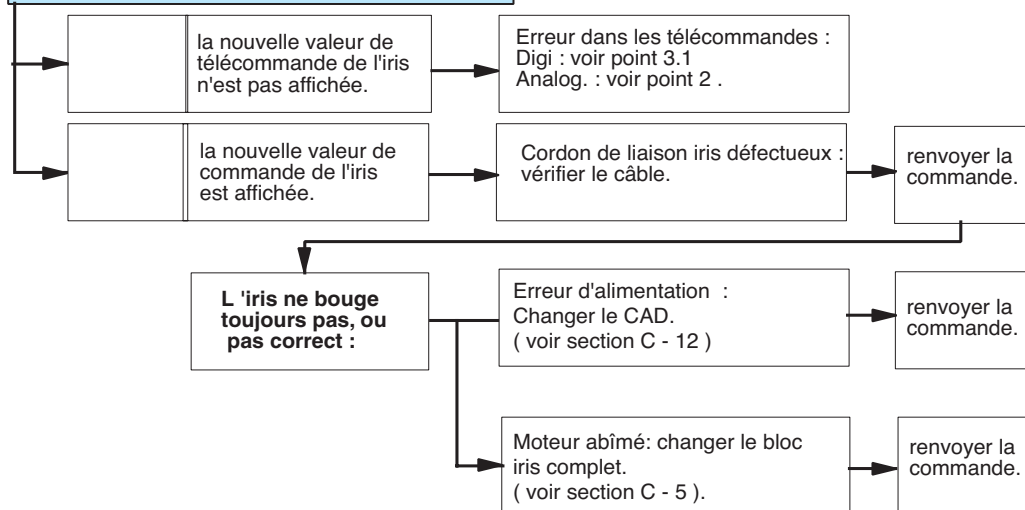 la nouvelle valeur de
télécommande de l'iris
n'est pas affichée.
Erreur dans les télécommandes :
Digi : voir point 3.1
Analog. : voir point 2 .
la nouvelle valeur de
commande de l'iris
est affichée.
Cordon de liaison iris défectueux :
vérifier le câble.
renvoyer la
commande.
L 'iris ne bouge
toujours pas, ou
pas correct :
Erreur d'alimentation :
Changer le CAD.
( voir section C - 12 )
renvoyer la
commande.
Moteur abîmé: changer le bloc
iris complet.
( voir section C - 5 ).
renvoyer la
commande.